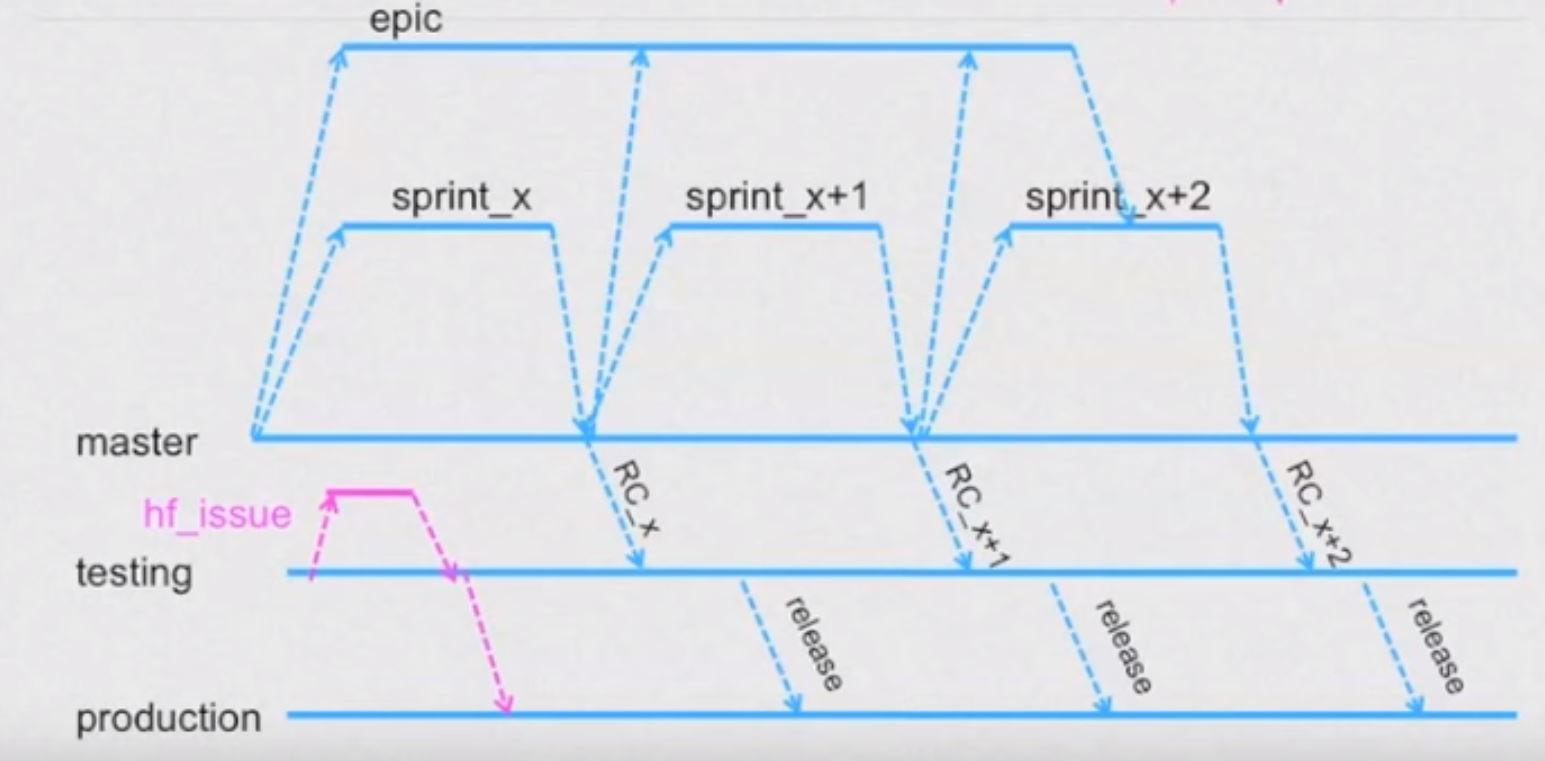 epic
sprint_x
sprint_x+1
sprint_x+2
master
RC_x
RC_x+1
RC_x+2
hf_issue
testing
release
release
release
production